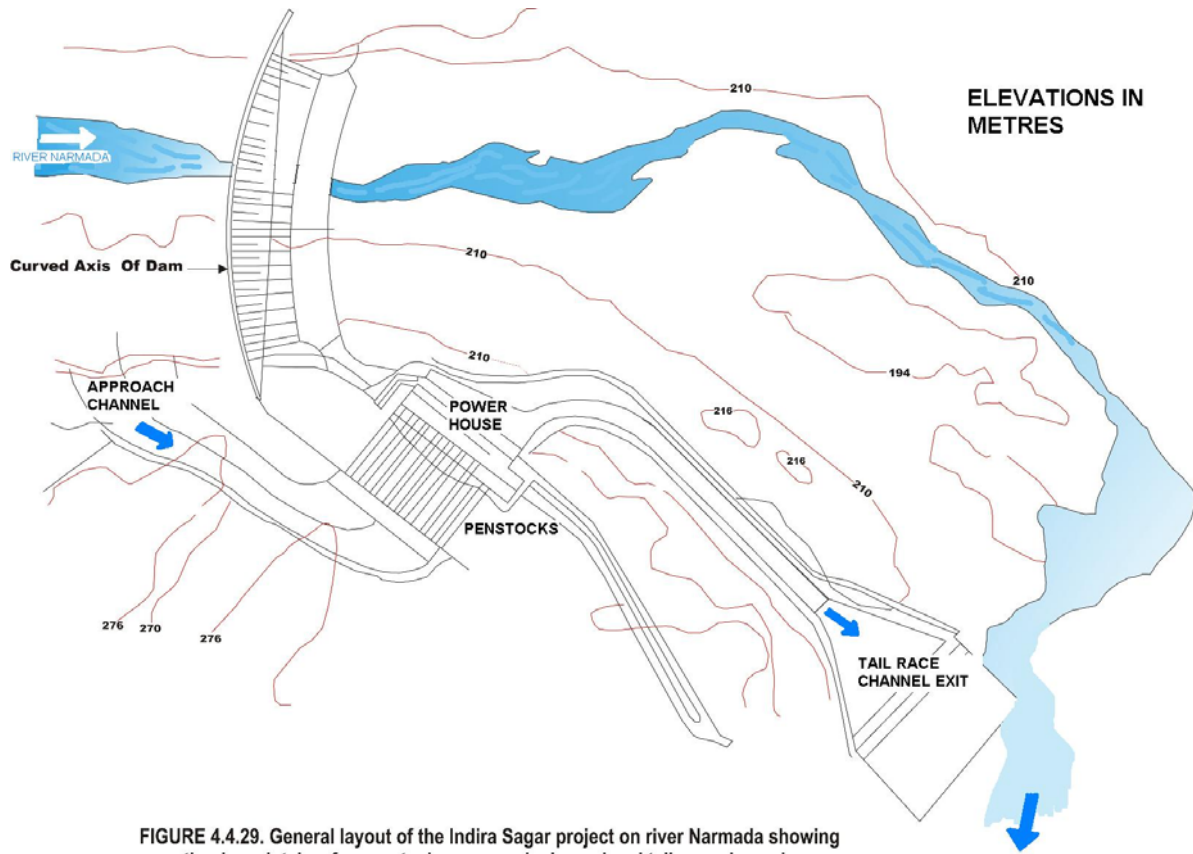 210
ELEVATIONS IN
METRES
RIVER NARMADA
210
Curved Axis Of Dam
210
210
194
APPROACH
CHANNEL
POWER
HOUSE
216
216
210
PENSTOCKS
276
270
276
TAIL RACE
CHANNEL EXIT
FIGURE 4.4.29. General layout of the Indira Sagar project on river Narmada showing